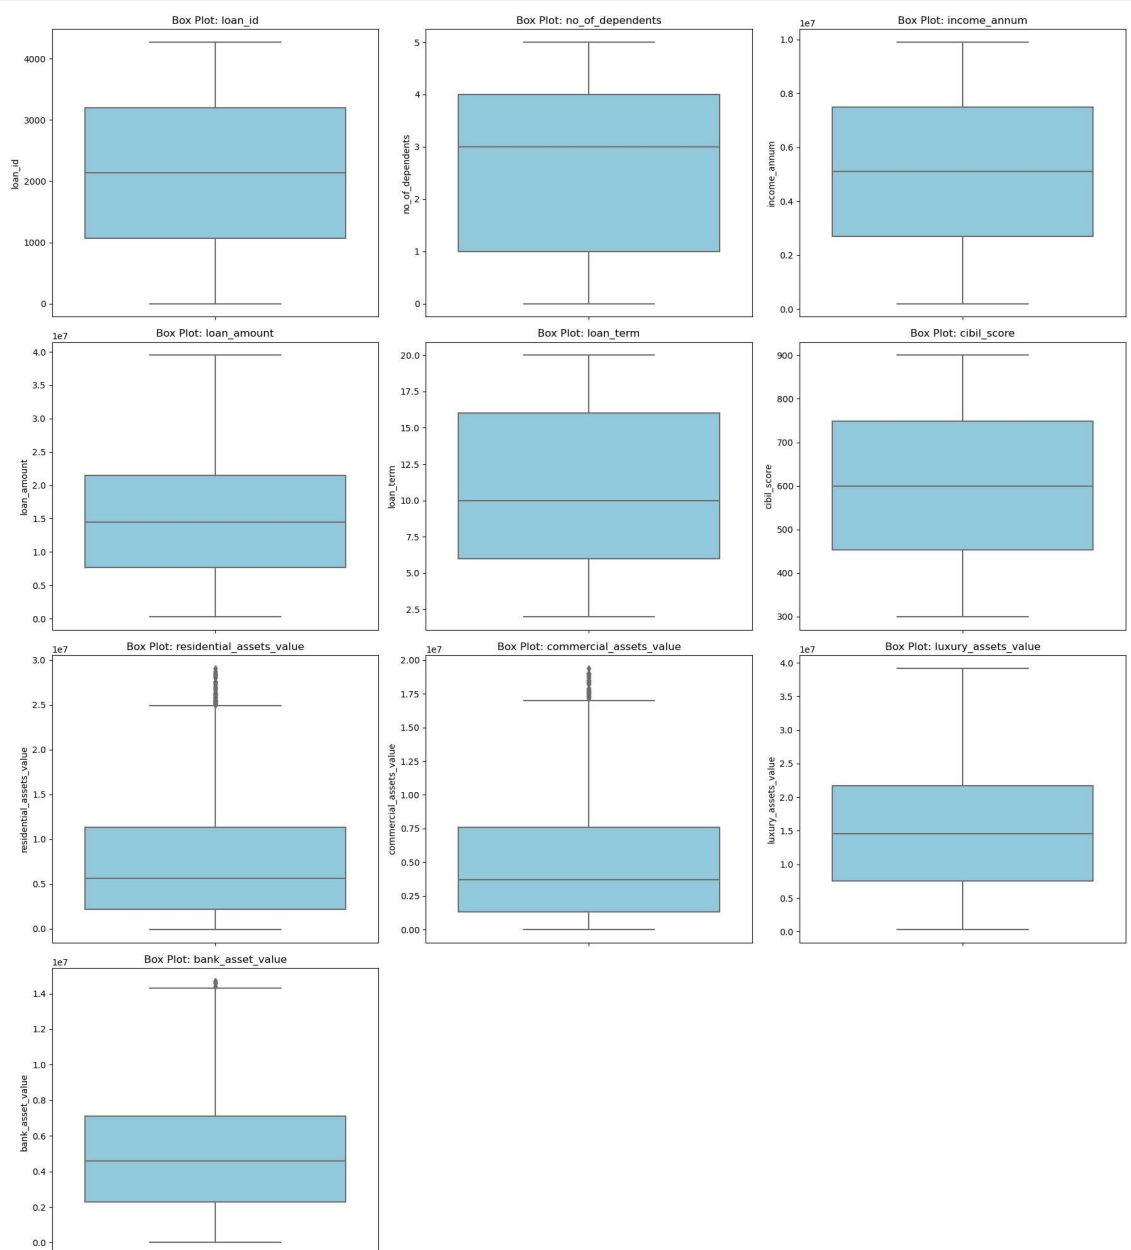 Box Plot: loan_id
4000
3000
2000
1000
0
loan_id
Box Plot: no_of_dependents
5
4
3
2
1
0
no_of_dependents
Box Plot: income_annum
1e7
1.0
0.8
0.6
0.4
0.2
0.0
income_annum
Box Plot: loan_amount
1e7
4.0
3.5
3.0
2.5
2.0
1.5
1.0
0.5
0.0
loan_amount
Box Plot: loan_term
20.0
17.5
15.0
12.5
10.0
7.5
5.0
2.5
loan_term
Box Plot: cibil_score
900
800
700
600
500
400
300
cibil_score
Box Plot: residential_assets_value
1e7
3.0
2.5
2.0
1.5
1.0
0.5
0.0
residential_assets_value
Box Plot: commercial_assets_value
1e7
2.00
1.75
1.50
1.25
1.00
0.75
0.50
0.25
0.00
commercial_assets_value
Box Plot: luxury_assets_value
1e7
4.0
3.5
3.0
2.5
2.0
1.5
1.0
0.5
0.0
luxury_assets_value
Box Plot: bank_asset_value
1e7
1.4
1.2
1.0
0.8
0.6
0.4
0.2
0.0
bank_asset_value